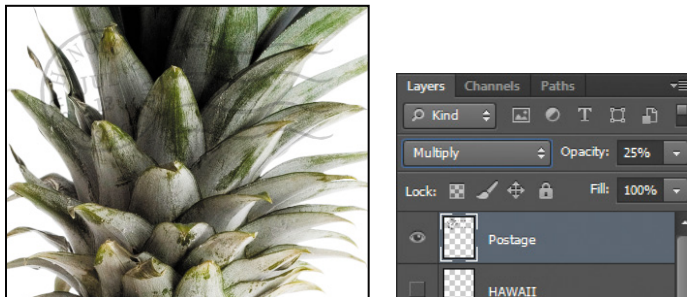 Layers Channels Paths
Kind T
Multiply Opacity: 25%
Lock: Fill: 100%
Postage
HAWAII